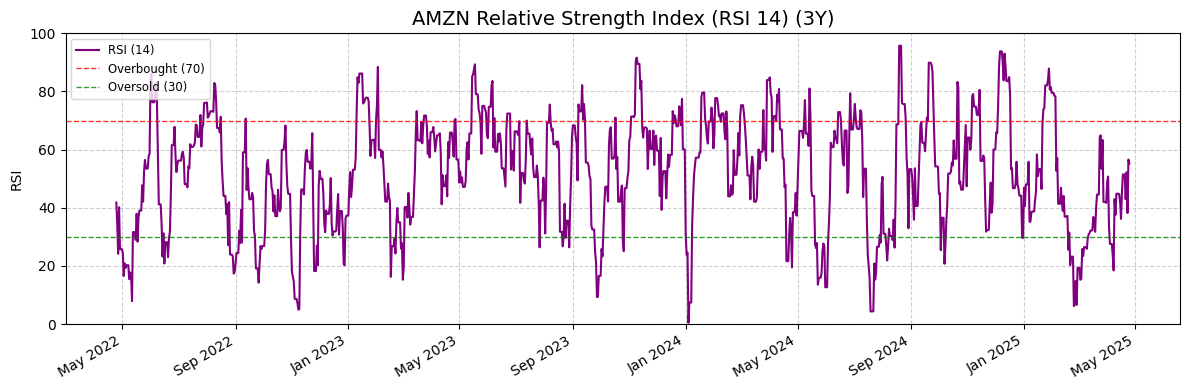 AMZN Relative Strength Index (RSI 14) (3Y)
RSI (14)
Overbought (70)
Oversold (30)
RSI
100
80
60
40
20
0
May 2022
Sep 2022
Jan 2023
May 2023
Sep 2023
Jan 2024
May 2024
Sep 2024
Jan 2025
May 2025